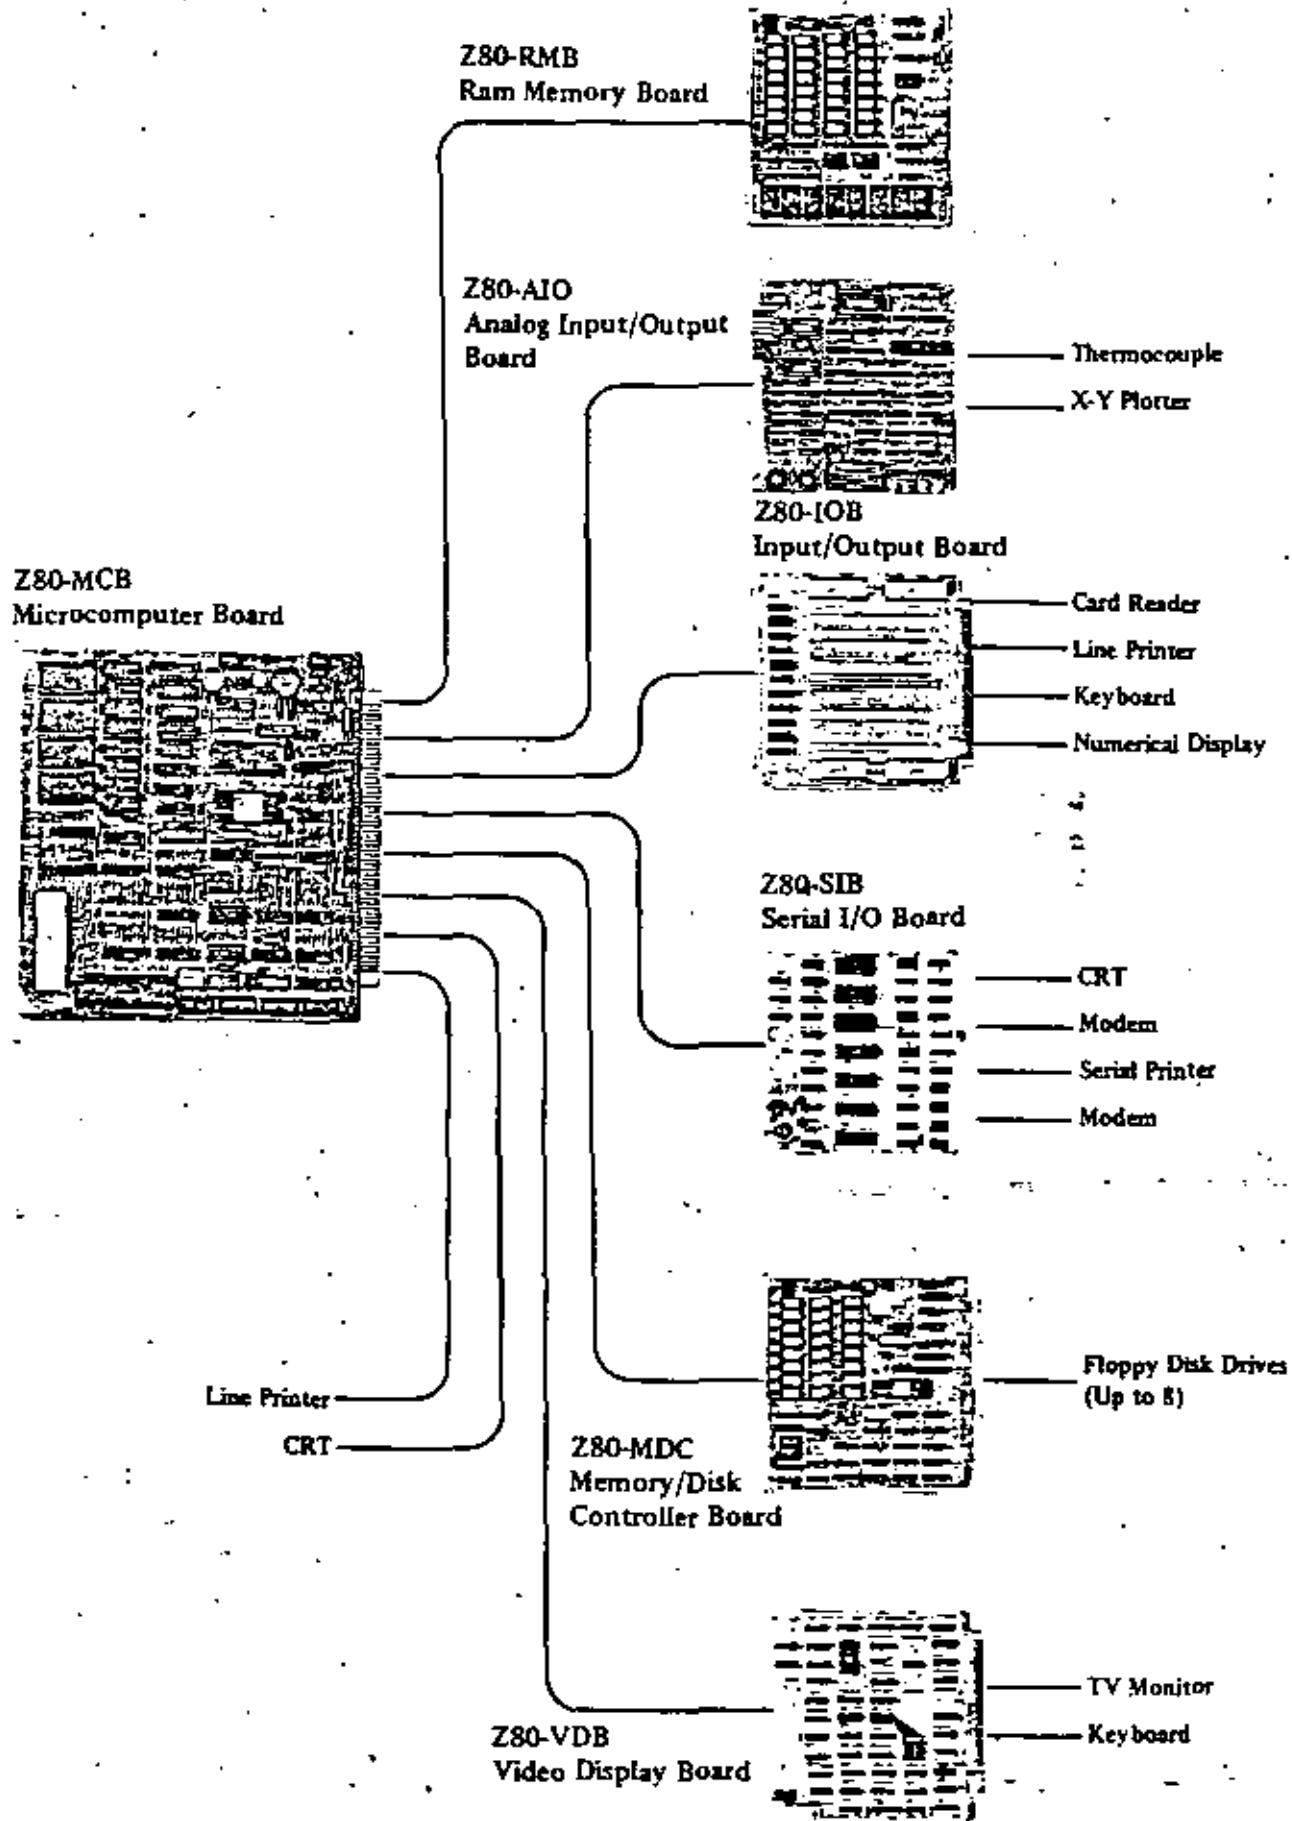 Z80-RMB
Ram Memory Board
Z80-AIO
Analog Input/Output
Board
Thermocouple
X-Y Plotter
Z80-IOB
Input/Output Board
Z80-MCB
Microcomputer Board
Card Reader
Line Printer
Keyboard
Numerical Display
Z80-SIB
Serial I/O Board
CRT
Modem
Serial Printer
Modem
Floppy Disk Drives
(Up to 8)
Line Printer
CRT
Z80-MDC
Memory/Disk
Controller Board
TV Monitor
Keyboard
Z80-VDB
Video Display Board